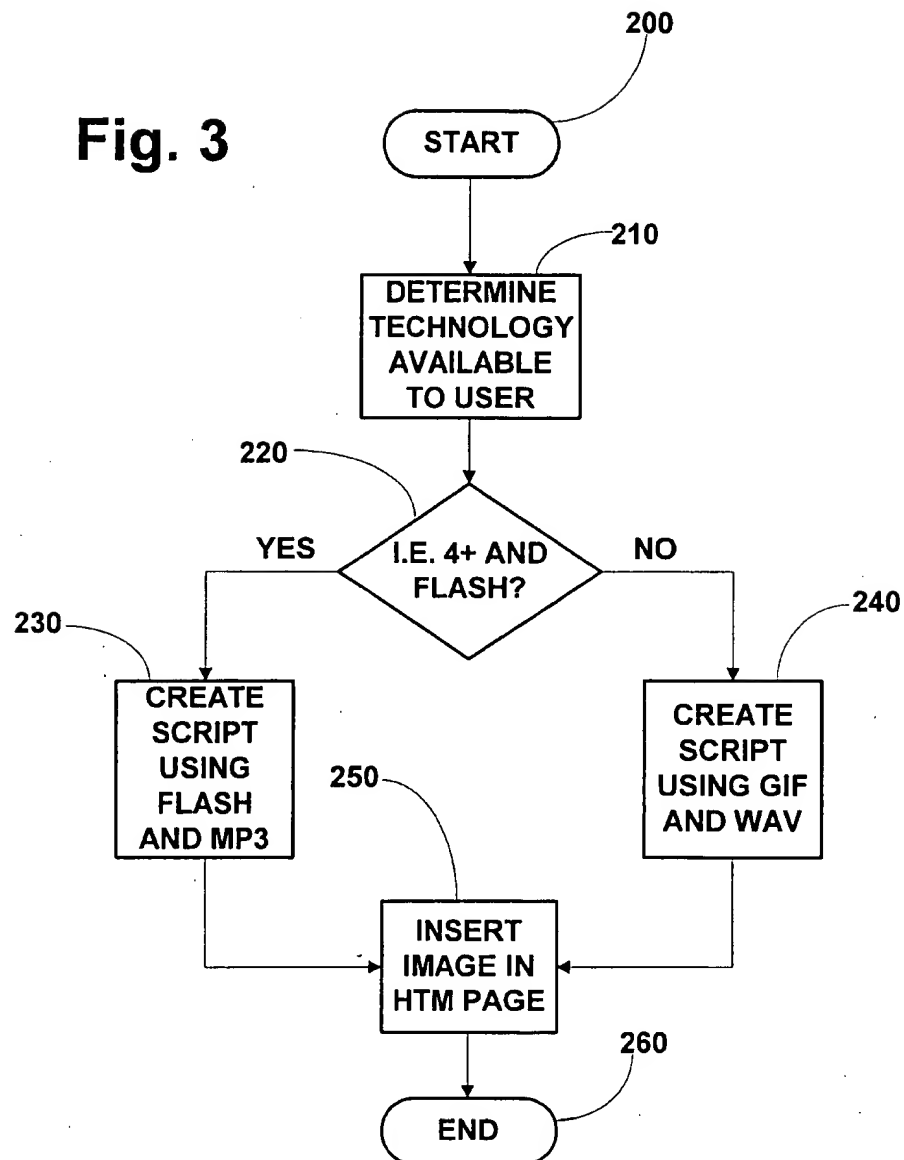 200
Fig. 3
START
210
DETERMINE
TECHNOLOGY
AVAILABLE
TO USER
220
YES
I.E. 4+ AND
FLASH?
NO
230
240
CREATE
SCRIPT
USING
FLASH
AND MP3
CREATE
SCRIPT
USING GIF
AND WAV
250
INSERT
IMAGE IN
HTM PAGE
260
END